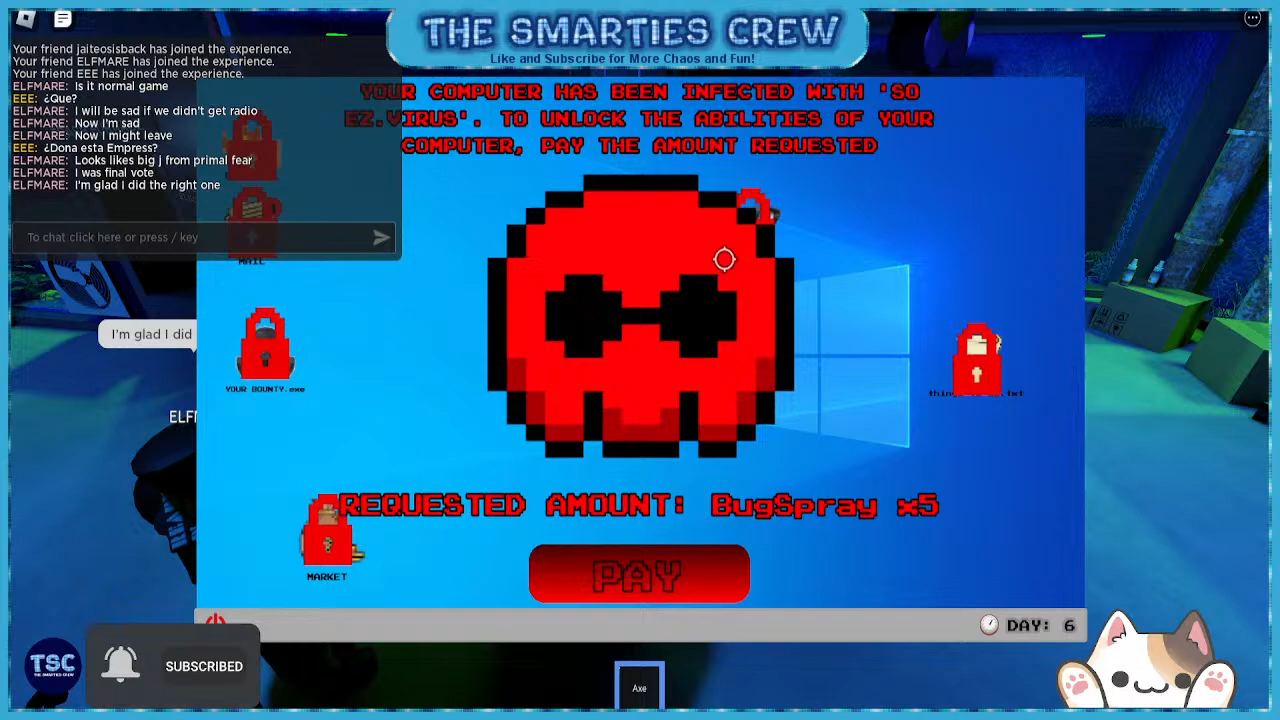 THE SMARTIES CREW
Like and Subscribe for More Chaos and Fun!
Your friend jaiteoisback has joined the experience.
Your friend ELFMARE has joined the experience.
Your friend EEE has joined the experience.
ELFMARE: Is it normal game
EEE: ¿Que?
ELFMARE: I will be sad if we didn't get radio
ELFMARE: Now I'm sad
ELFMARE: Now I might leave
EEE: ¿Dona esta Empress?
ELFMARE: Looks likes big j from primal fear
ELFMARE: I was final vote
ELFMARE: I'm glad I did the right one
To chat click here or press / key
YOUR COMPUTER HAS BEEN INFECTED WITH 'SO
EZ.VIRUS'. TO UNLOCK THE ABILITIES OF YOUR
COMPUTER, PAY THE AMOUNT REQUESTED
MAIL
I'm glad I did
YOUR BOUNTY.exe
ELF
REQUESTED AMOUNT: BugSpray x5
MARKET
PAY
DAY: 6
TSC
THE SMARTIES CREW
SUBSCRIBED
Axe